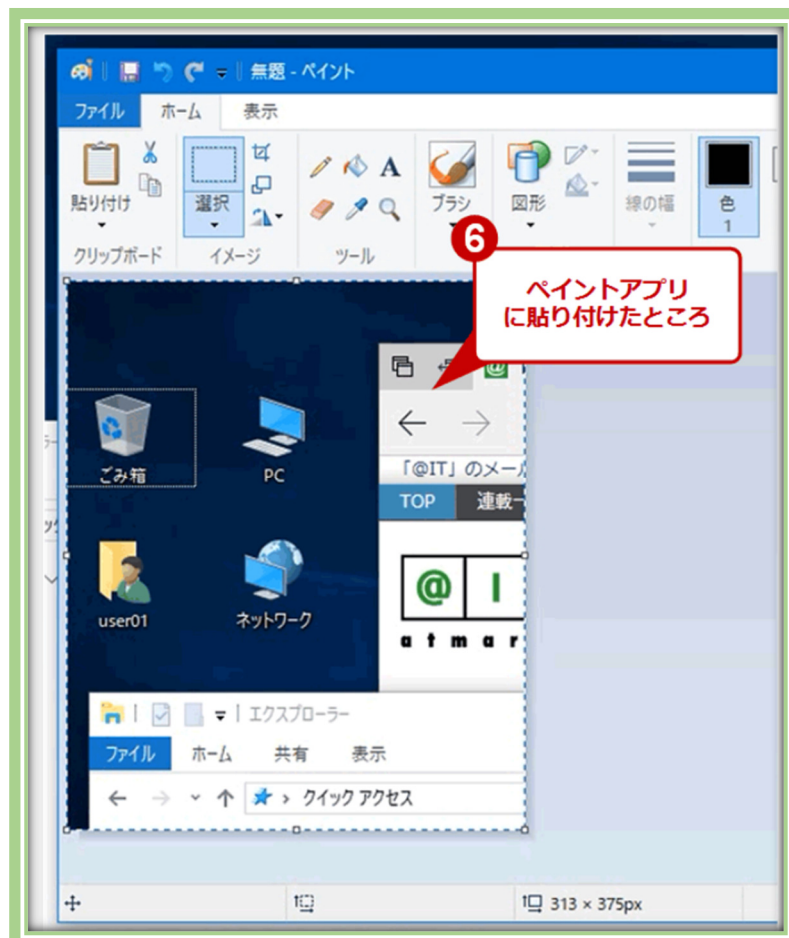 無題 - ペイント
ファイル ホーム 表示
貼り付け 選択 A ブラシ 図形 線の幅 色
1
クリップボード イメージ ツール
6
ペイントアプリ
に貼り付けたところ
@
「@IT」のメール
TOP 連載
ごみ箱 PC
@ I
atmar
user01 ネットワーク
エクスプローラー
ファイル ホーム 共有 表示
クイック アクセス
313 × 375px